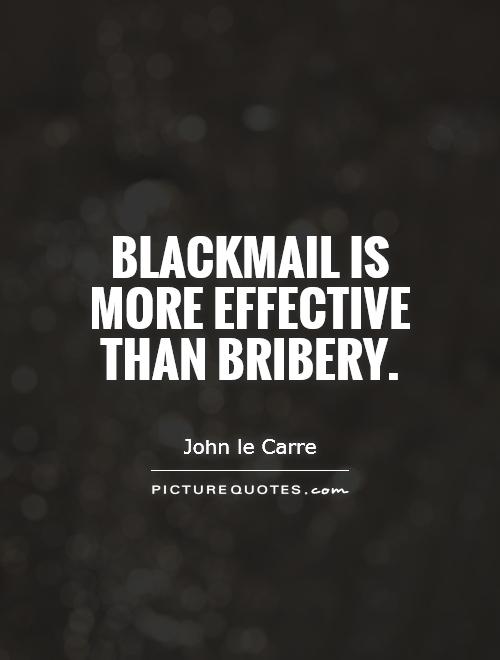 BLACKMAIL IS
MORE EFFECTIVE
THAN BRIBERY.
John le Carre
PICTUREQUOTES.com